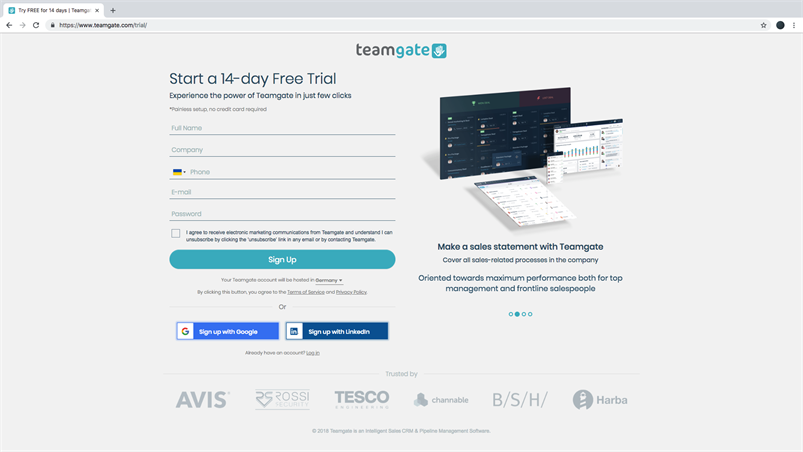 Try FREE for 14 days | Teamgate
https://www.teamgate.com/trial/
teamgate
Start a 14-day Free Trial
Experience the power of Teamgate in just few clicks
*Painless setup, no credit card required
Full Name
Company
Phone
E-mail
Password
I agree to receive electronic marketing communications from Teamgate and understand I can
unsubscribe by clicking the 'unsubscribe' link in any email or by contacting Teamgate.
Sign Up
Your Teamgate account will be hosted in Germany
By clicking this button, you agree to the Terms of Service and Privacy Policy
Or
Sign up with Google
Sign up with LinkedIn
Already have an account? Log in
Make a sales statement with Teamgate
Cover all sales-related processes in the company
Oriented towards maximum performance both for top
management and frontline salespeople
Trusted by
AVIS
ROSSI
SECURITY
TESCO
ENGINEERING
channable
B/S/H/
Harba
© 2018 Teamgate is an Intelligent Sales CRM & Pipeline Management Software.